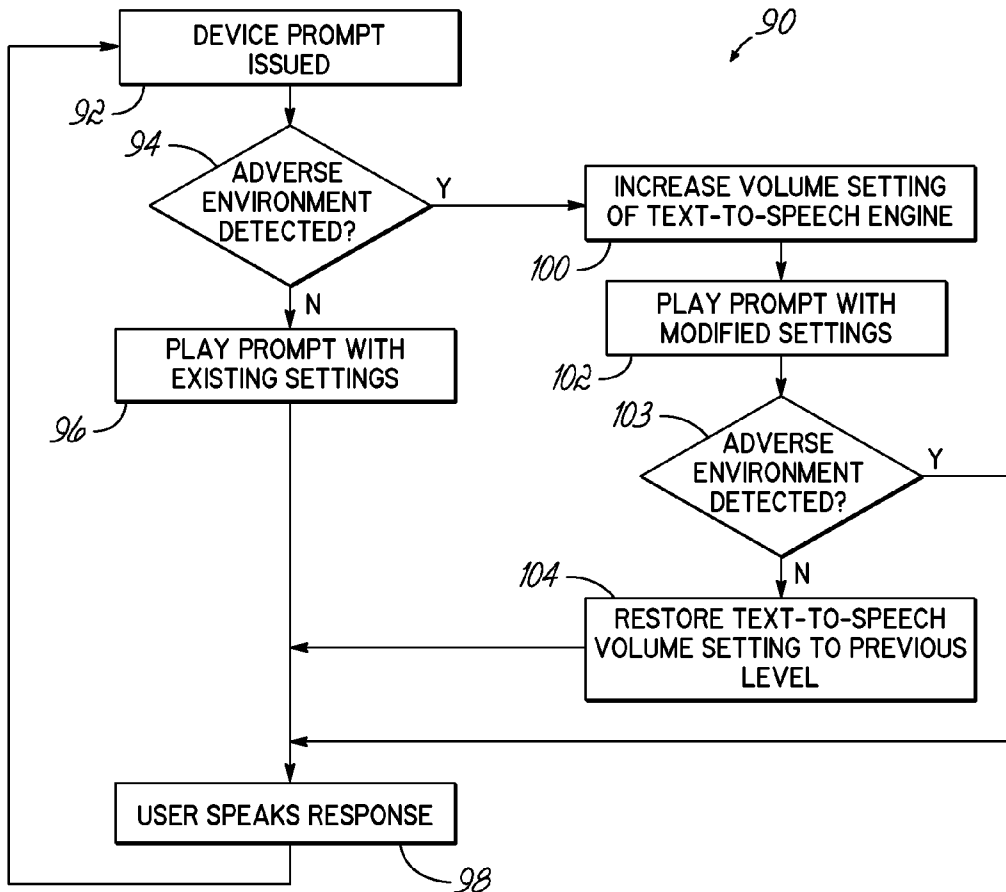 90
DEVICE PROMPT
ISSUED
92
94
ADVERSE
ENVIRONMENT
DETECTED?
Y
N
INCREASE VOLUME SETTING
OF TEXT-TO-SPEECH ENGINE
100
PLAY PROMPT WITH
EXISTING SETTINGS
96
PLAY PROMPT WITH
MODIFIED SETTINGS
102
103
ADVERSE
ENVIRONMENT
DETECTED?
Y
N
104
RESTORE TEXT-TO-SPEECH
VOLUME SETTING TO PREVIOUS
LEVEL
USER SPEAKS RESPONSE
98